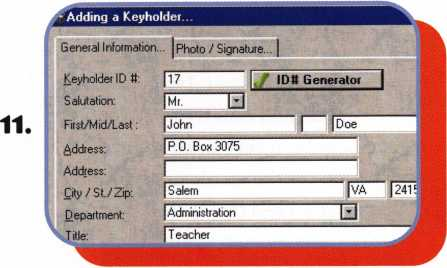 Adding a Keyholder...
General Information... Photo / Signature...
Keyholder ID #: 17 ID# Generator
Salutation: Mr.
11. First/Mid/Last : John Doe
Address: P.O. Box 3075
Address:
City / St./Zip: Salem VA 2415
Department: Administration
Title: Teacher